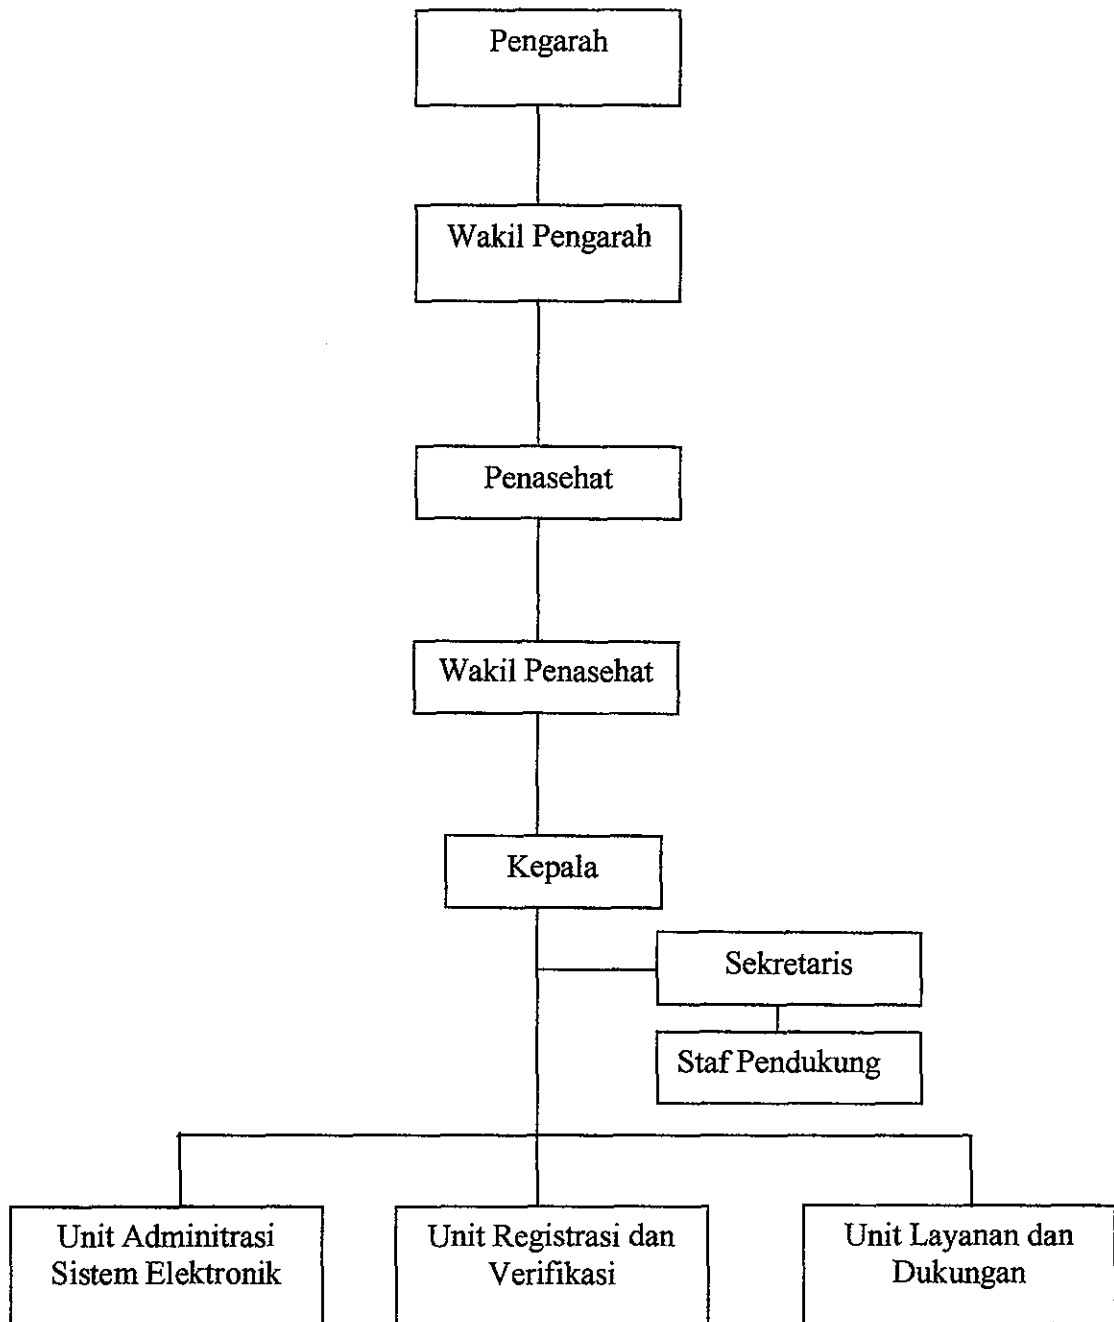 Pengarah
Wakil Pengarah
Penasehat
Wakil Penasehat
Kepala
Sekretaris
Staf Pendukung
Unit Adminitrasi
Sistem Elektronik
Unit Registrasi dan
Verifikasi
Unit Layanan dan
Dukungan